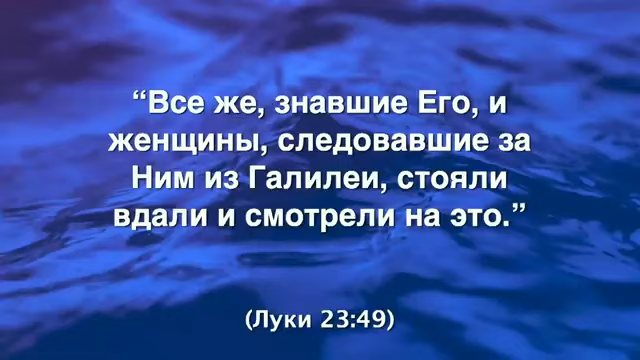 “Все же, знавшие Его, и
женщины, следовавшие за
Ним из Галилеи, стояли
вдали и смотрели на это.”
(Луки 23:49)